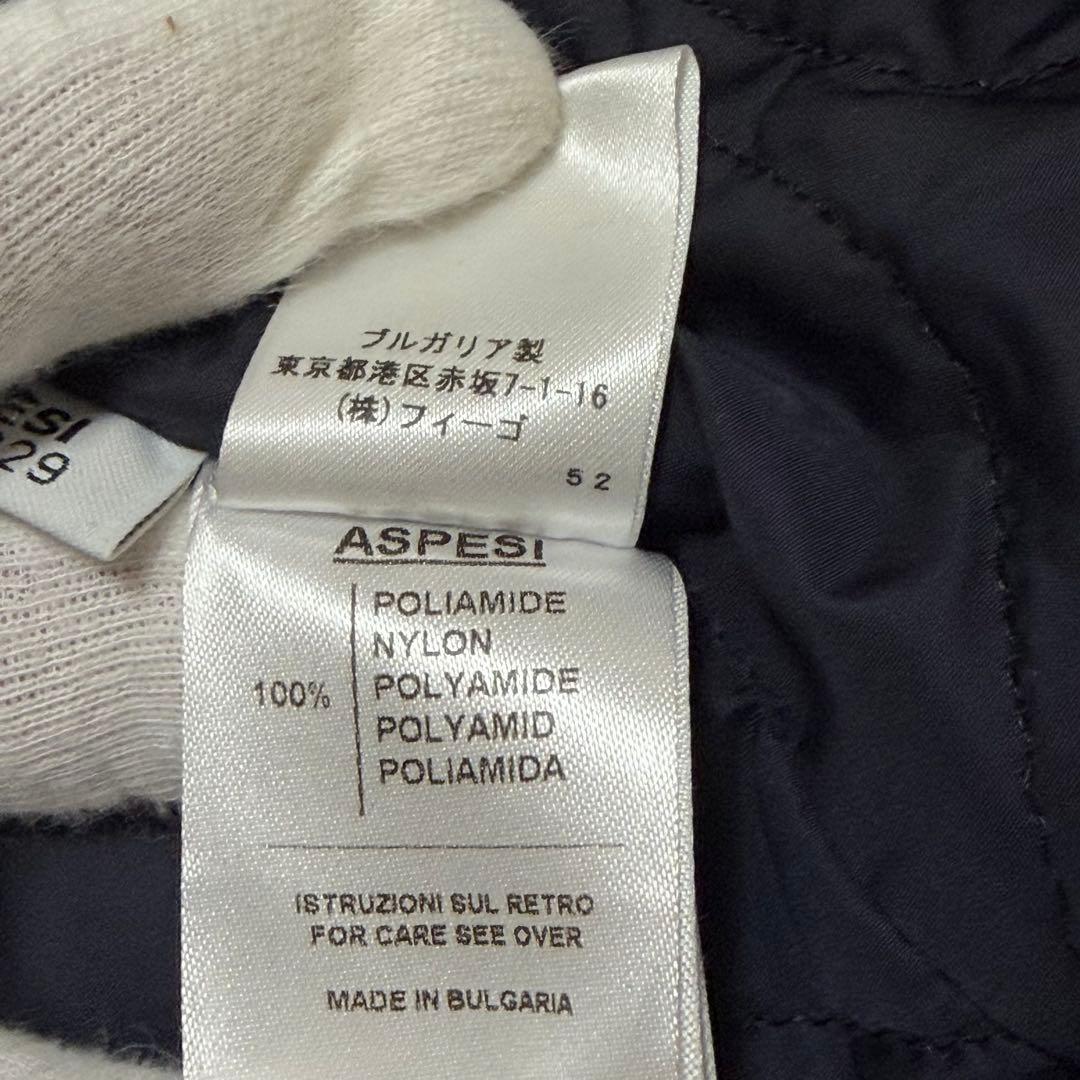 ブルガリア製
東京都港区赤坂7-1-16
(株)フィーゴ
52
ESI
29
ASPESI
100%
POLIAMIDE
NYLON
POLYAMIDE
POLYAMID
POLIAMIDA
ISTRUZIONI SUL RETRO
FOR CARE SEE OVER
MADE IN BULGARIA